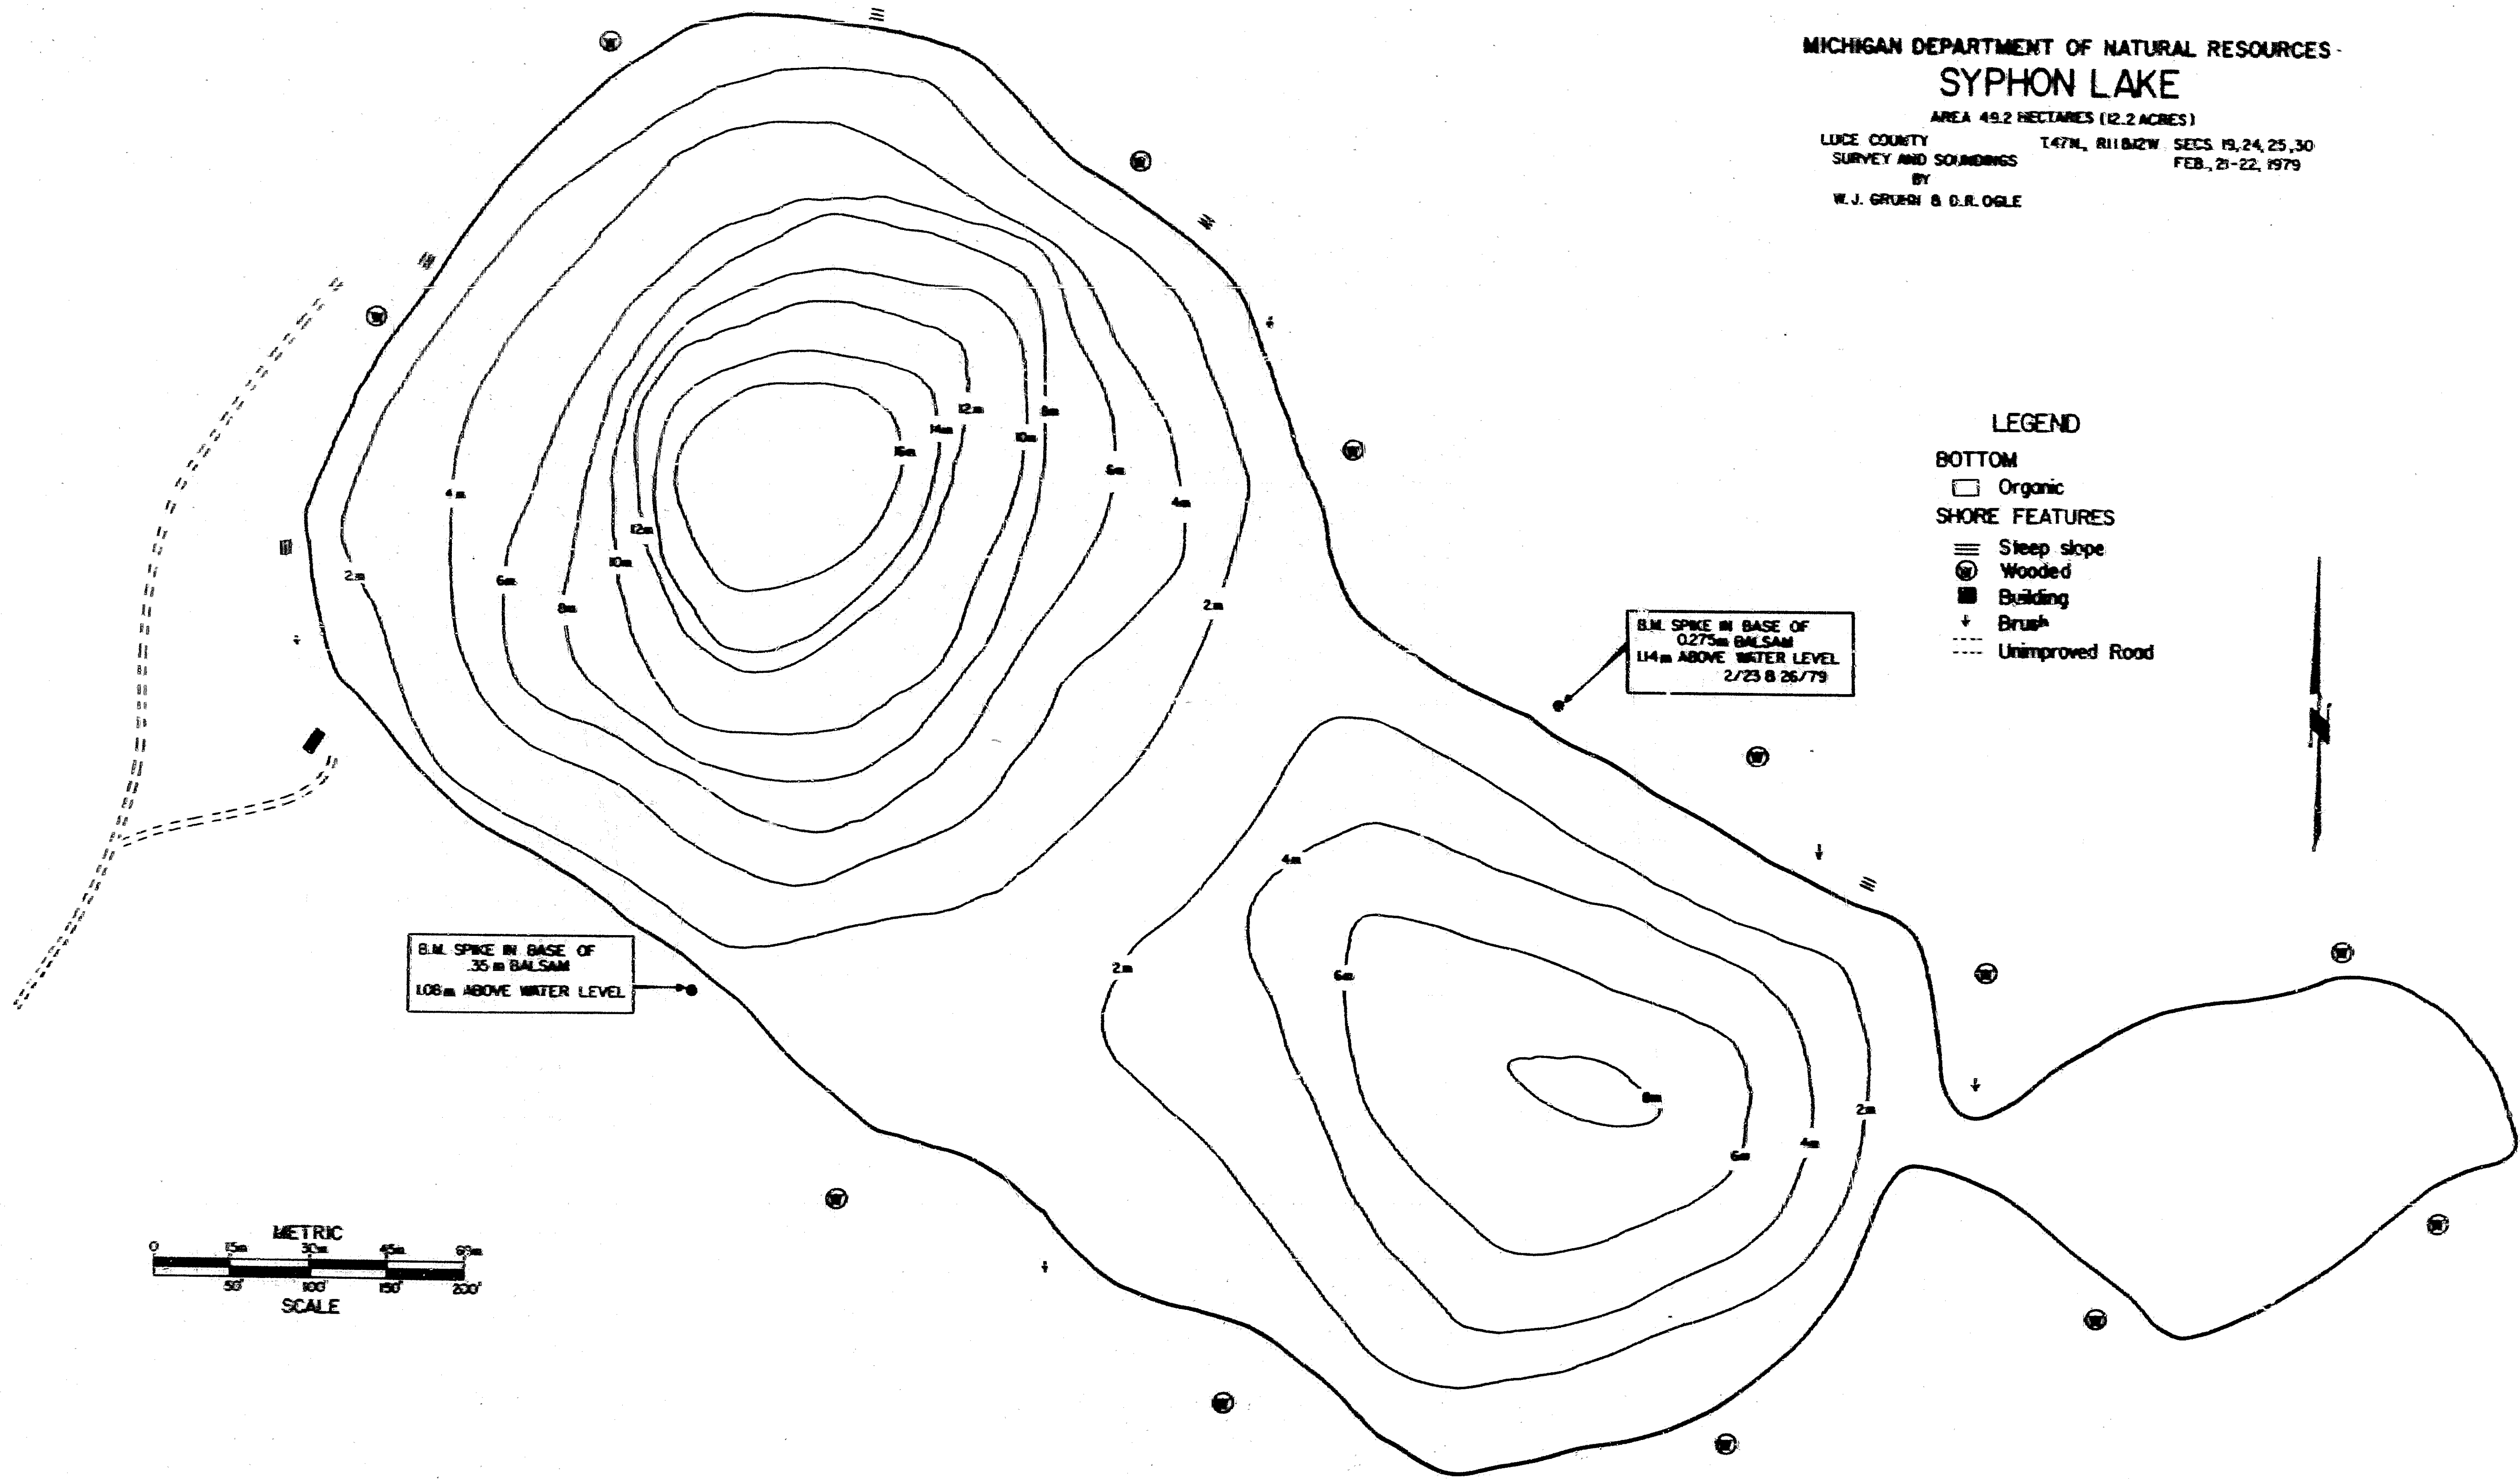 MICHIGAN DEPARTMENT OF NATURAL RESOURCES
SYPHON LAKE
AREA 49.2 HECTARES (12.2 ACRES)
LUCE COUNTY T.47N., R11&12W SECS. 19, 24, 25, 30
SURVEY AND SOUNDINGS FEB., 21-22, 1979
BY
W. J. GRUHN & D.R. OGLE
LEGEND
BOTTOM
Organic
SHORE FEATURES
Steep slope
W Wooded
Building
Brush
Unimproved Road
N
B.M. SPIKE IN BASE OF
0.275m BALSAM
1.14m ABOVE WATER LEVEL
2/23 & 26/79
12m
8m
14m
10m
16m
6m
4m
4m
12m
10m
2m
6m
8m
2m
4m
2m
6m
8m
2m
4m
6m
B.M. SPIKE IN BASE OF
.35m BALSAM
1.08m ABOVE WATER LEVEL
METRIC
0 15m 30m 45m 60m
50' 100' 150' 200'
SCALE